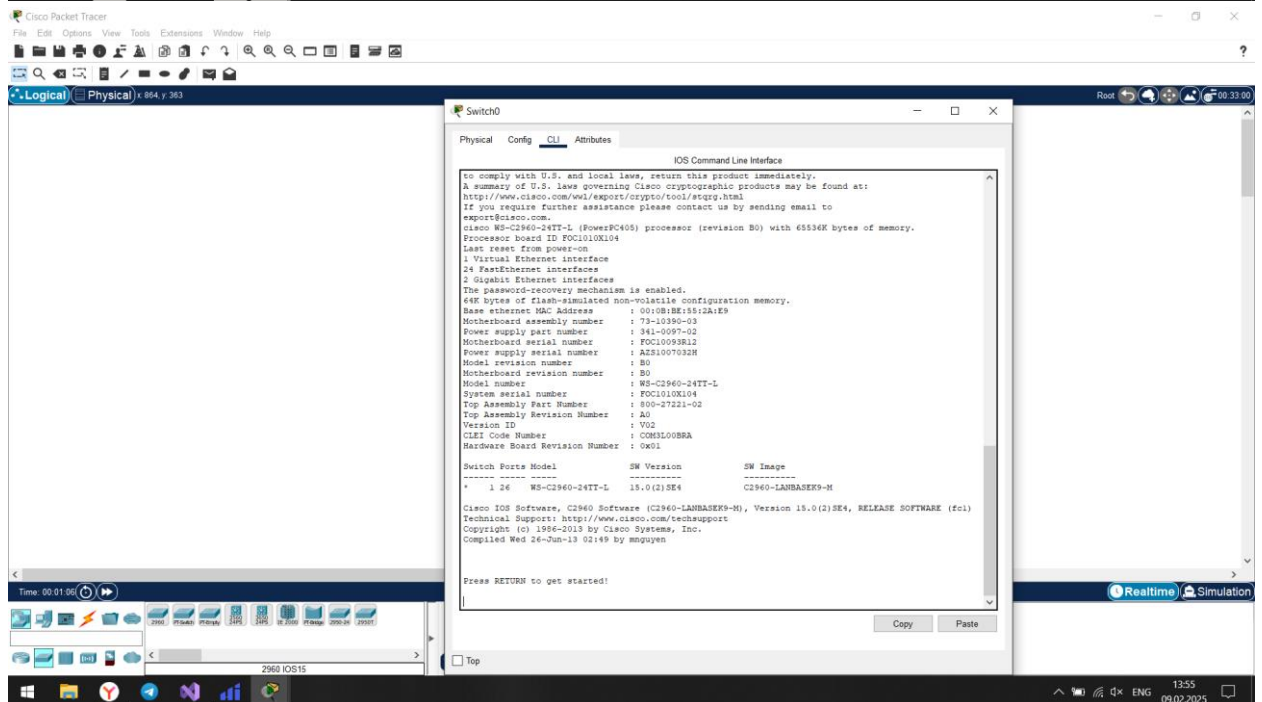 Cisco Packet Tracer
File Edit Options View Tools Extensions Window Help
?
Logical Physical x: 864, y: 363
Root 00:33:00
Switch0
Physical Config CLI Attributes
IOS Command Line Interface
to comply with U.S. and local laws, return this product immediately.
A summary of U.S. laws governing Cisco cryptographic products may be found at:
http://www.cisco.com/wwl/export/crypto/tool/stqrg.html
If you require further assistance please contact us by sending email to
export@cisco.com.
cisco WS-C2960-24TT-L (PowerPC405) processor (revision B0) with 65536K bytes of memory.
Processor board ID FOC1010X104
Last reset from power-on
1 Virtual Ethernet interface
24 FastEthernet interfaces
2 Gigabit Ethernet interfaces
The password-recovery mechanism is enabled.
64K bytes of flash-simulated non-volatile configuration memory.
Base ethernet MAC Address : 00:0B:BE:55:2A:E9
Motherboard assembly number : 73-10390-03
Power supply part number : 341-0097-02
Motherboard serial number : FOC10093R12
Power supply serial number : AZS1007032H
Model revision number : B0
Motherboard revision number : B0
Model number : WS-C2960-24TT-L
System serial number : FOC1010X104
Top Assembly Part Number : 800-27221-02
Top Assembly Revision Number : A0
Version ID : V02
CLEI Code Number : COM3L00BRA
Hardware Board Revision Number : 0x01
Switch Ports Model SW Version SW Image
------ ----- ----- ---------- ----------
* 1 26 WS-C2960-24TT-L 15.0(2)SE4 C2960-LANBASEK9-M
Cisco IOS Software, C2960 Software (C2960-LANBASEK9-M), Version 15.0(2)SE4, RELEASE SOFTWARE (fc1)
Technical Support: http://www.cisco.com/techsupport
Copyright (c) 1986-2013 by Cisco Systems, Inc.
Compiled Wed 26-Jun-13 02:49 by mnguyen
Press RETURN to get started!
Copy Paste
Top
Time: 00:01:06
Realtime Simulation
2960 PT-Switch PT-Empty 24PS 24PS IE 2000 PT-Bridge 2950-24 2950T
2960 IOS15
ENG 13:55
09.02.2025